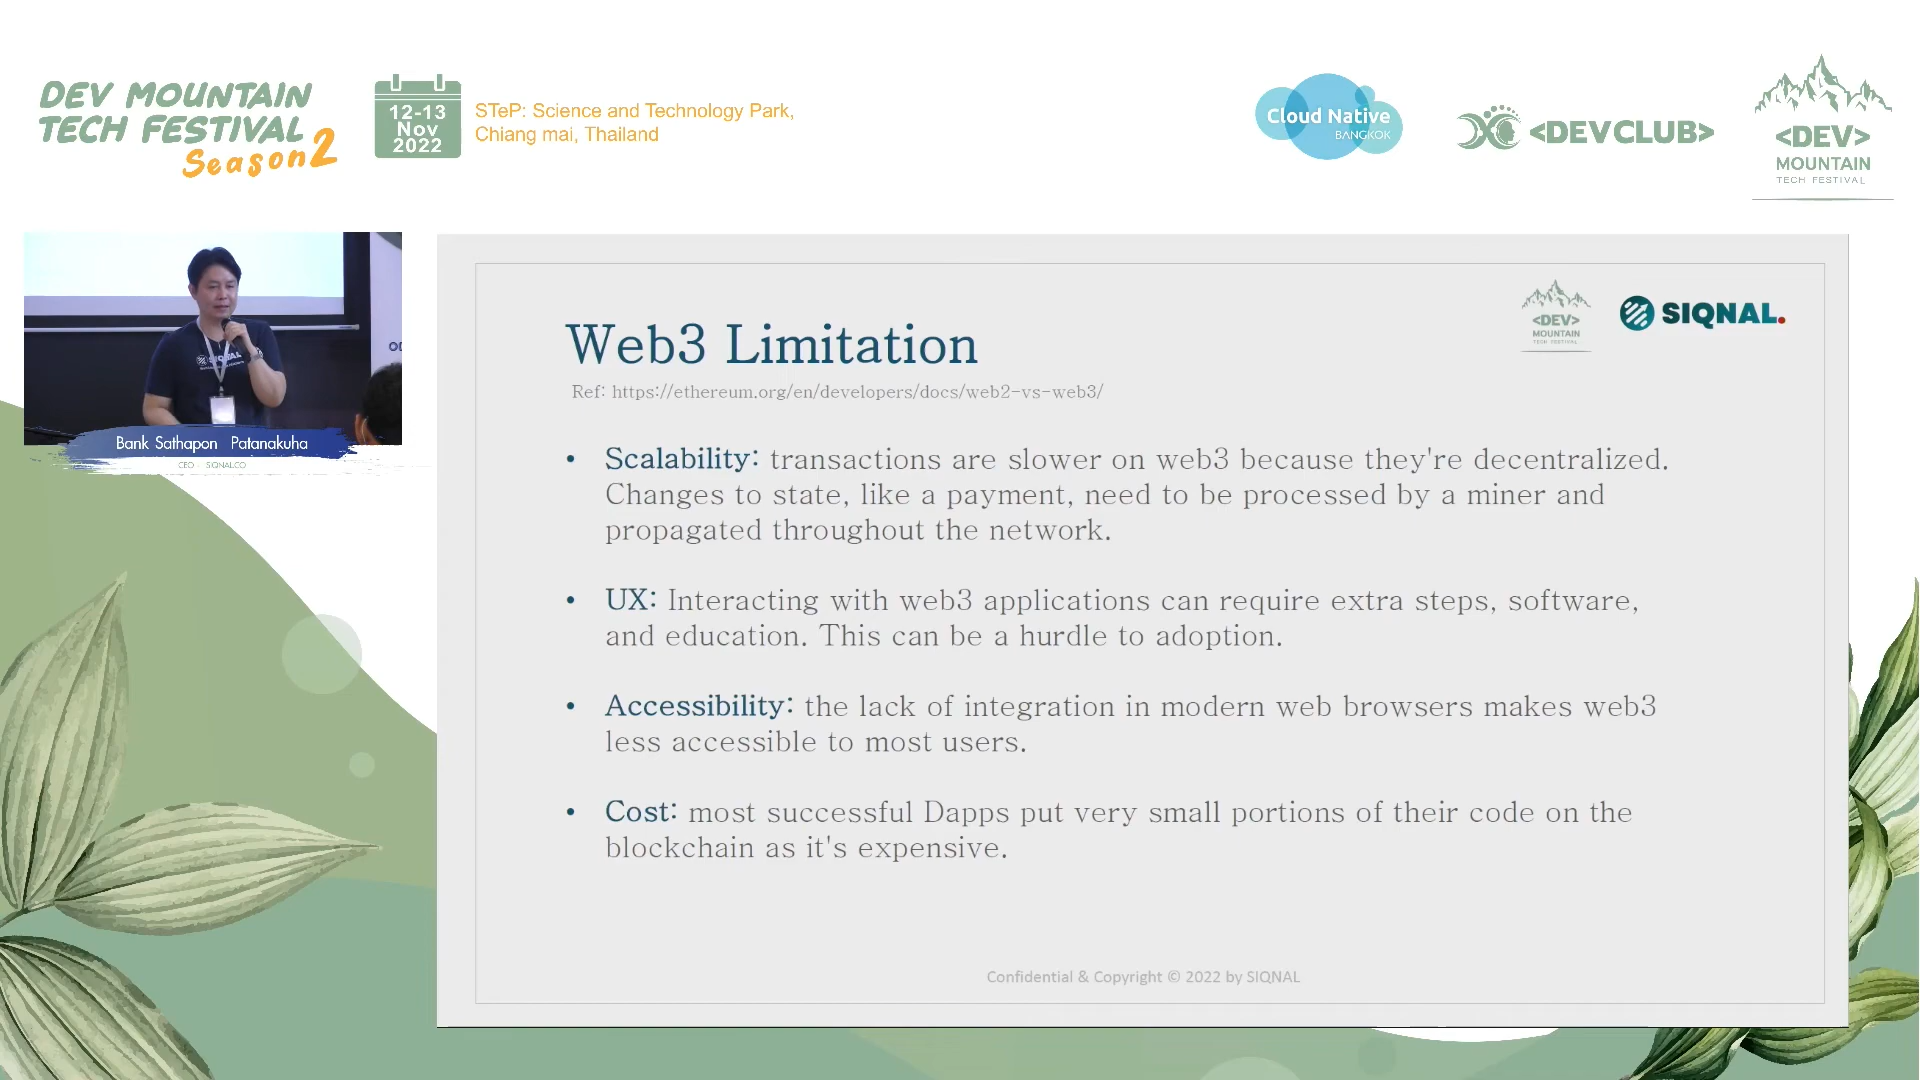 DEV MOUNTAIN
TECH FESTIVAL
Season 2
12-13
Nov
2022
STeP: Science and Technology Park,
Chiang mai, Thailand
Cloud Native
BANGKOK
<DEVCLUB>
<DEV>
MOUNTAIN
TECH FESTIVAL
SIQNAL
Bank Sathapon Patanakuha
CEO - SIQNAL.CO
<DEV>
MOUNTAIN
TECH FESTIVAL
SIQNAL.
Web3 Limitation
Ref: https://ethereum.org/en/developers/docs/web2-vs-web3/
• Scalability: transactions are slower on web3 because they're decentralized.
Changes to state, like a payment, need to be processed by a miner and
propagated throughout the network.
• UX: Interacting with web3 applications can require extra steps, software,
and education. This can be a hurdle to adoption.
• Accessibility: the lack of integration in modern web browsers makes web3
less accessible to most users.
• Cost: most successful Dapps put very small portions of their code on the
blockchain as it's expensive.
Confidential & Copyright © 2022 by SIQNAL